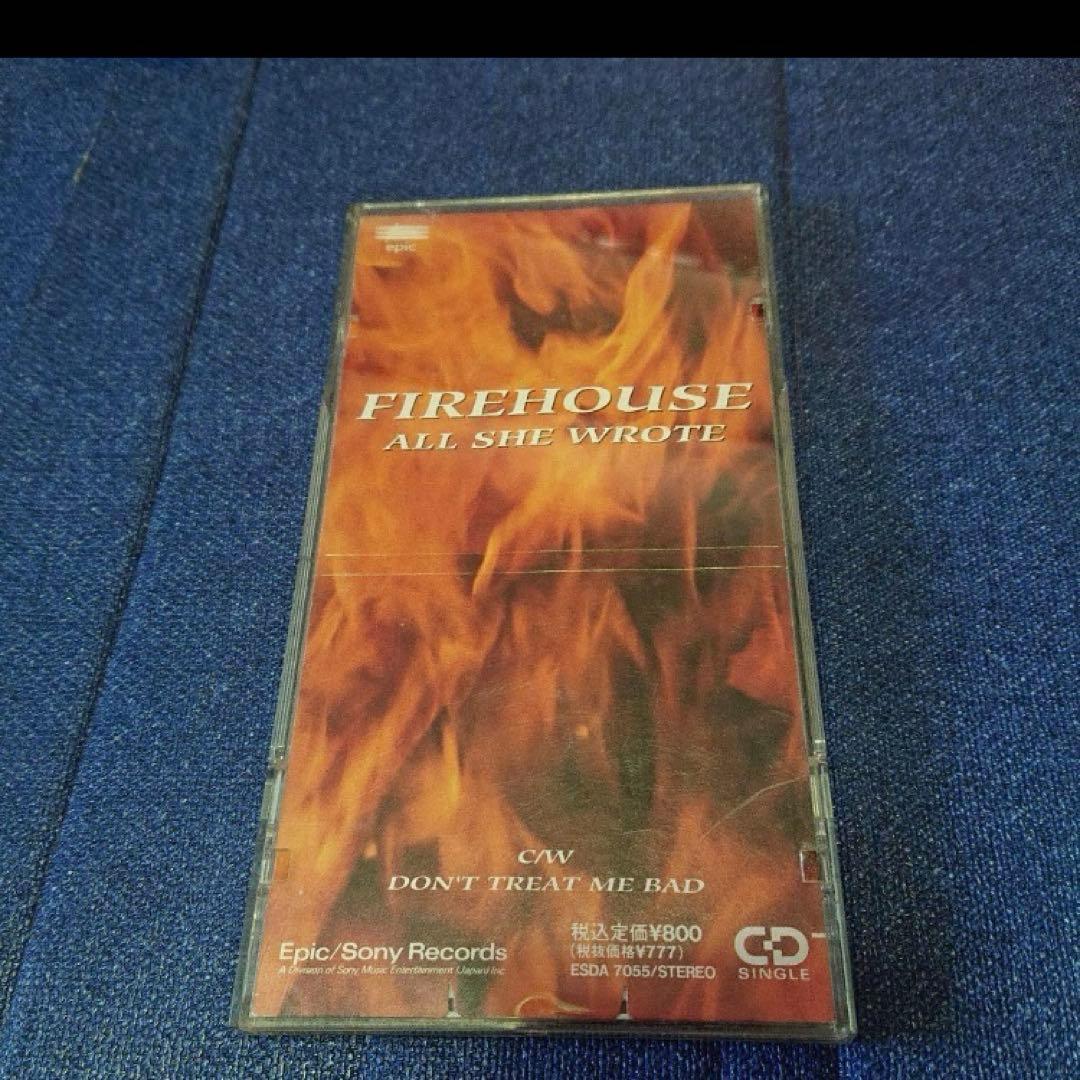 epic
FIREHOUSE
ALL SHE WROTE
C/W
DON'T TREAT ME BAD
Epic/Sony Records
A Division of Sony Music Entertainment (Japan) Inc
税込定価¥800
(税抜価格¥777)
ESDA 7055/STEREO
CD
SINGLE